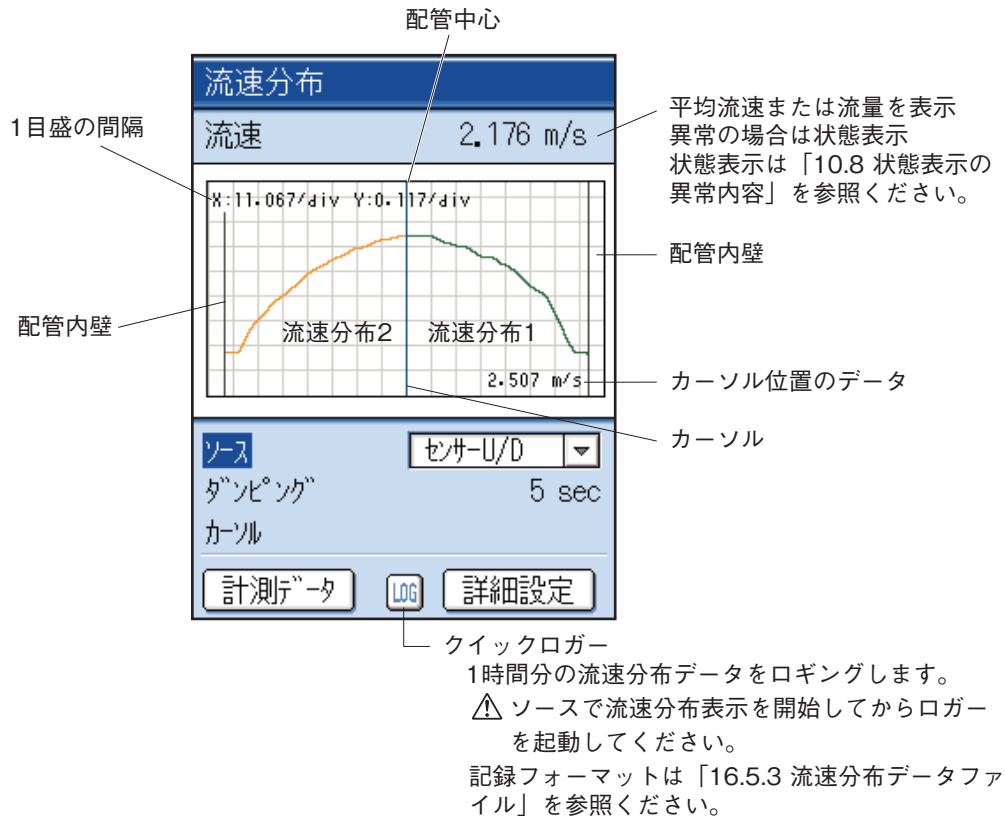 配管中心
流速分布
1目盛の間隔
流速 2.176 m/s
平均流速または流量を表示
異常の場合は状態表示
状態表示は「10.8 状態表示の
異常内容」を参照ください。
X:11.067/div Y:0.117/div
配管内壁
配管内壁
流速分布2 流速分布1
2.507 m/s
カーソル位置のデータ
カーソル
ソース センサーU/D
ダンピング 5 sec
カーソル
計測データ LOG 詳細設定
クイックロガー
1時間分の流速分布データをロギングします。
ソースで流速分布表示を開始してからロガー
を起動してください。
記録フォーマットは「16.5.3 流速分布データファ
イル」を参照ください。